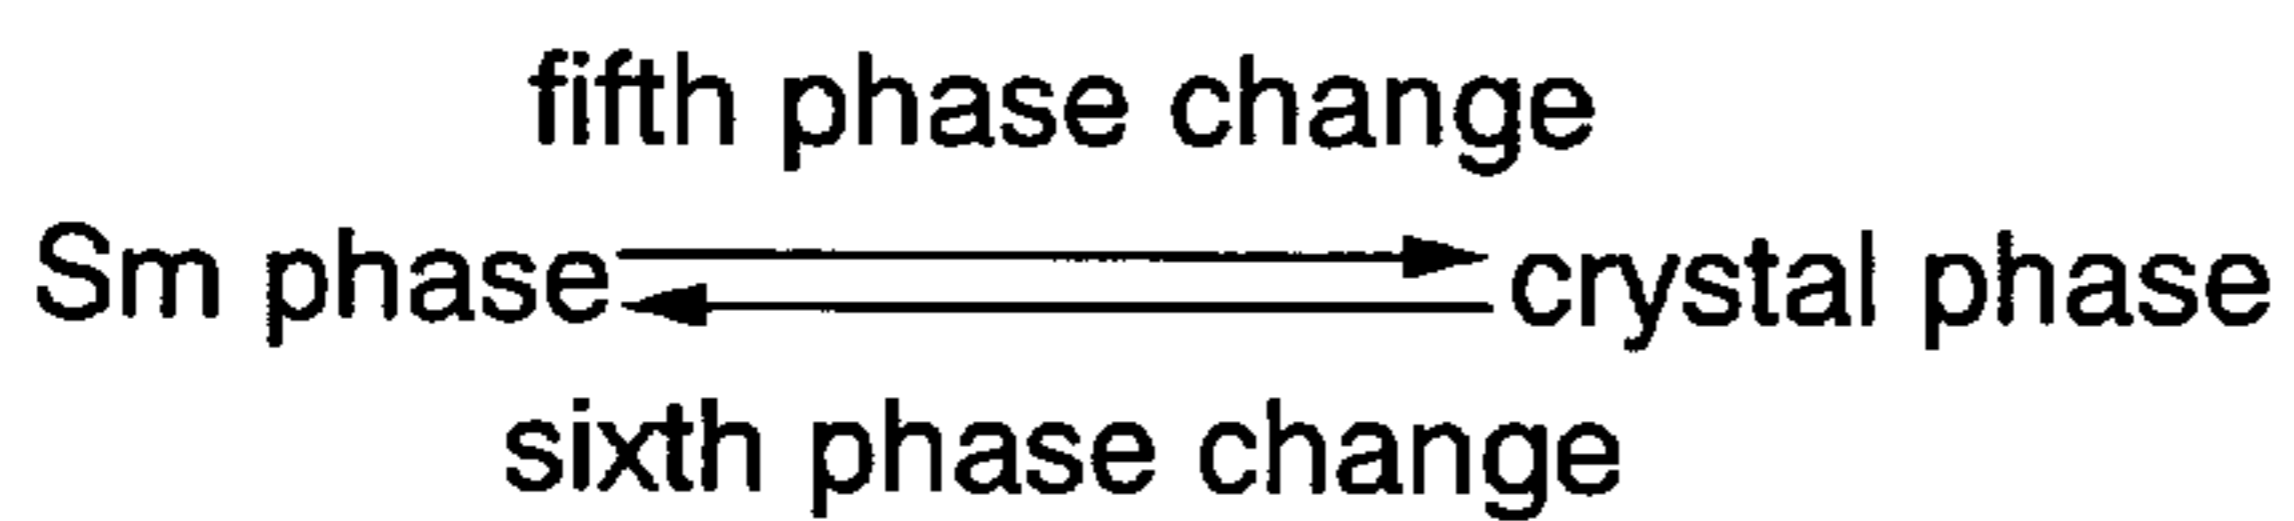 fifth phase change
Sm phase crystal phase
sixth phase change